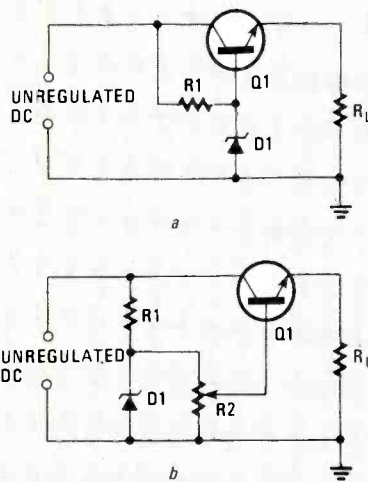 R1
Q1
UNREGULATED
DC
D1
RL
a
R1
Q1
UNREGULATED
DC
D1
R2
RL
b